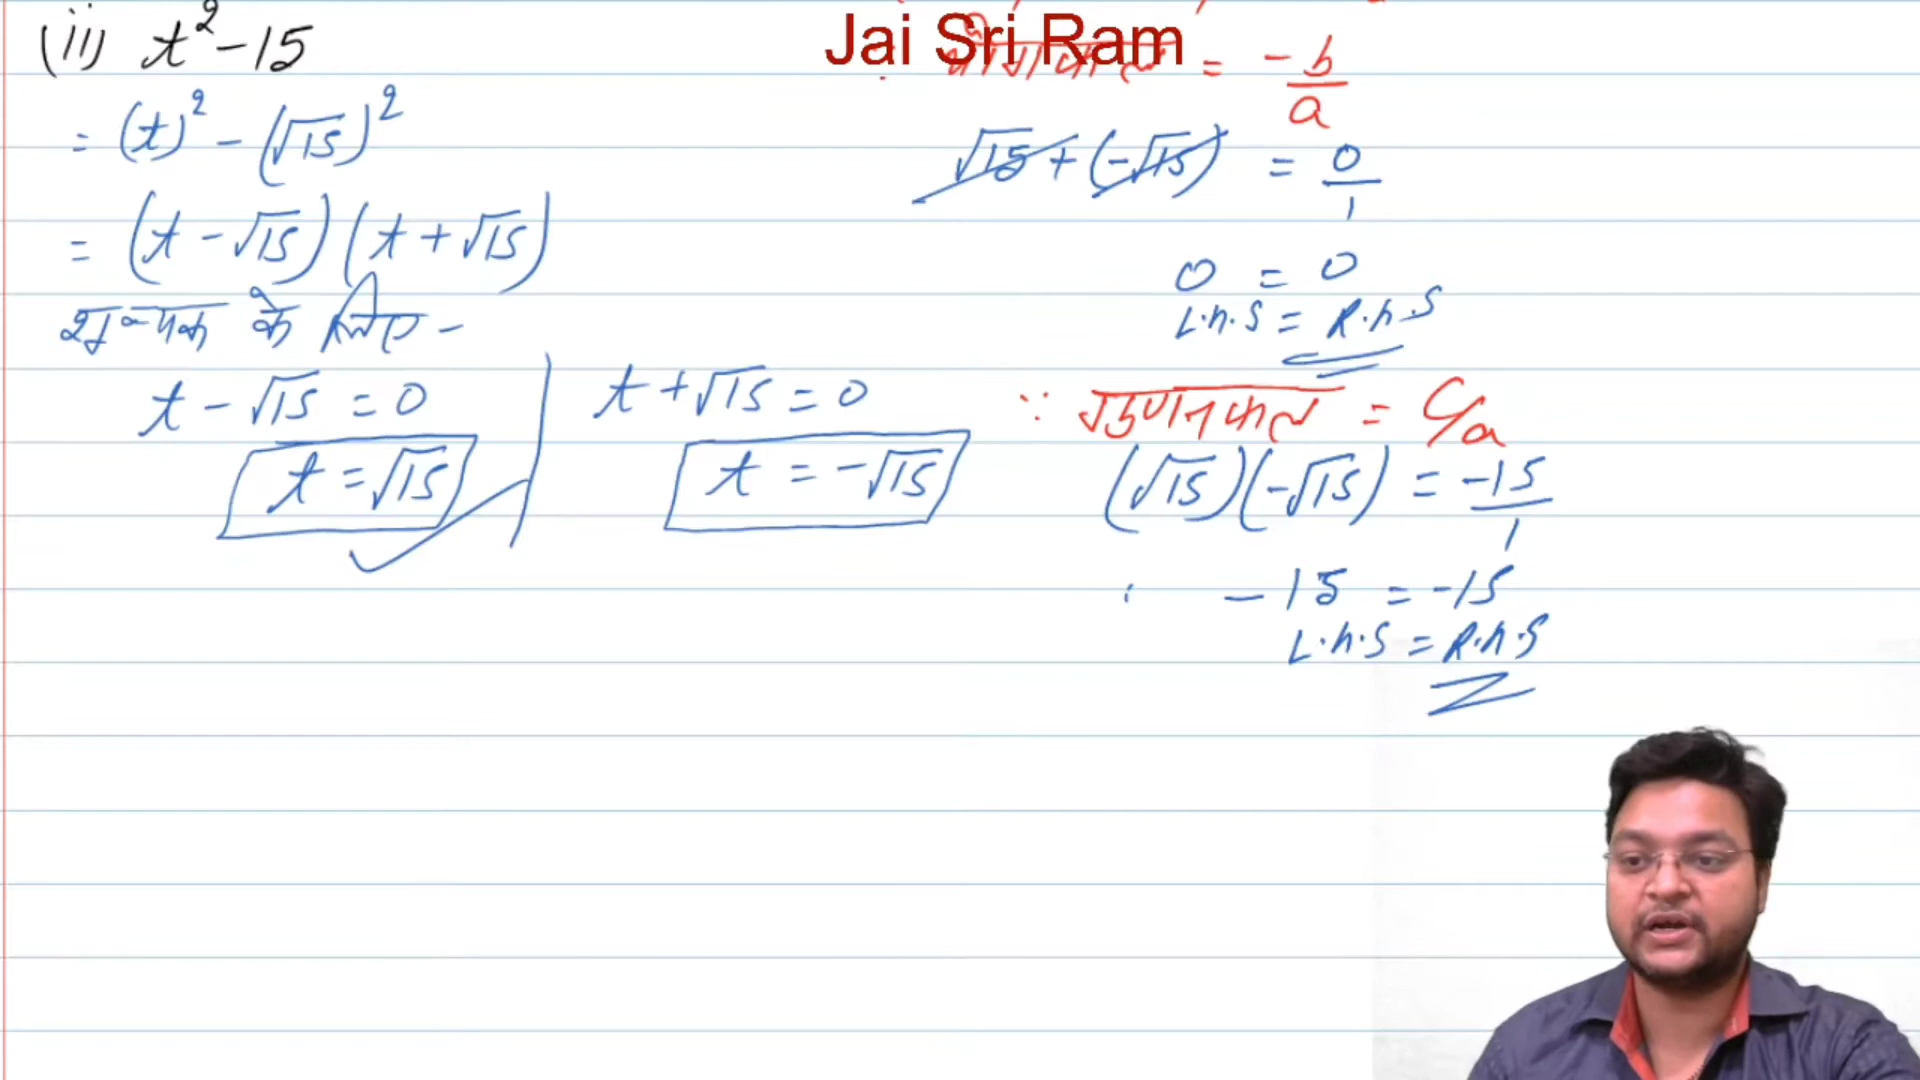 (ii) t² - 15
= (t)² - (√15)²
= (t - √15) (t + √15)
शून्यक के लिए -
t - √15 = 0
t = √15
t + √15 = 0
t = -√15
Jai Sri Ram
= -b/a
√15 + (-√15) = 0/1
0 = 0
L.H.S = R.H.S
∵ गुणनफल = C/a
(√15)(-√15) = -15/1
-15 = -15
L.H.S = R.H.S